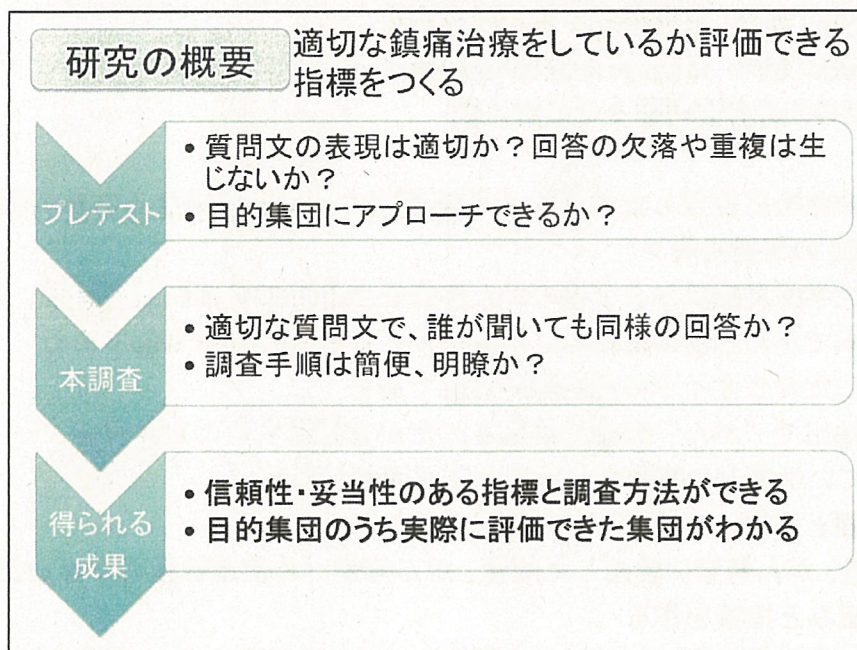 研究の概要
適切な鎮痛治療をしているか評価できる
指標をつくる
プレテスト
• 質問文の表現は適切か？回答の欠落や重複は生
じないか？
• 目的集団にアプローチできるか？
本調査
• 適切な質問文で、誰が聞いても同様の回答か？
• 調査手順は簡便、明瞭か？
得られる
成果
• 信頼性・妥当性のある指標と調査方法ができる
• 目的集団のうち実際に評価できた集団がわかる